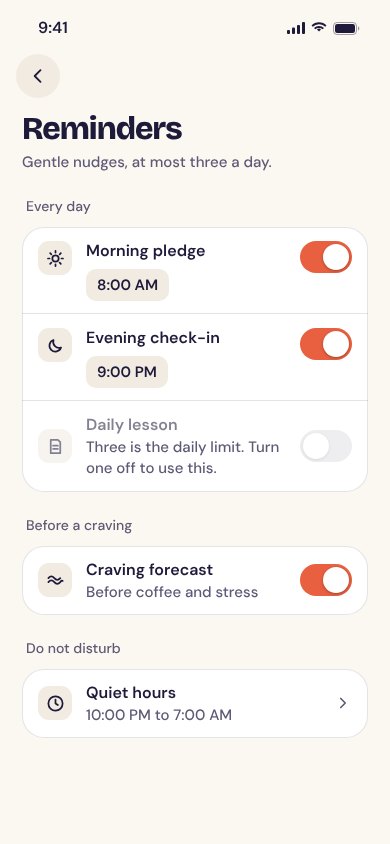 9:41
Reminders
Gentle nudges, at most three a day.
Every day
Morning pledge
8:00 AM
Evening check-in
9:00 PM
Daily lesson
Three is the daily limit. Turn
one off to use this.
Before a craving
Craving forecast
Before coffee and stress
Do not disturb
Quiet hours
10:00 PM to 7:00 AM